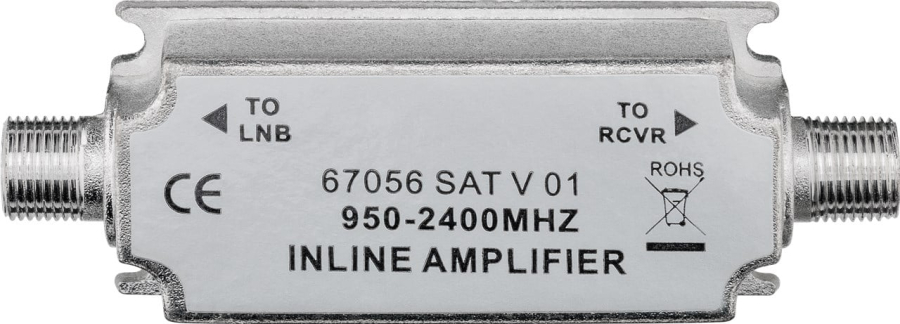 TO
LNB
TO
RCVR
CE
67056 SAT V 01
ROHS
950-2400MHZ
INLINE AMPLIFIER